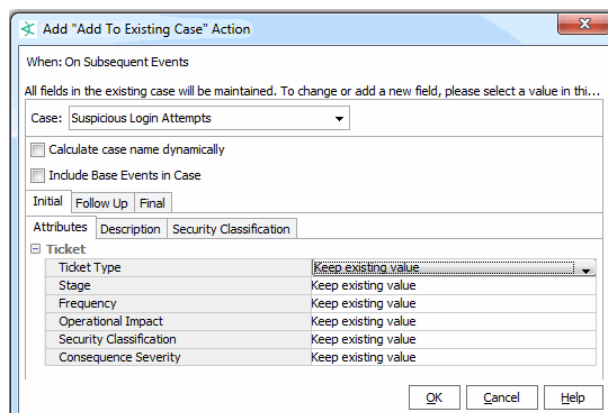 Add "Add To Existing Case" Action
When: On Subsequent Events
All fields in the existing case will be maintained. To change or add a new field, please select a value in thi...
Case: Suspicious Login Attempts
Calculate case name dynamically
Include Base Events in Case
Initial Follow Up Final
Attributes Description Security Classification
Ticket
Ticket Type Keep existing value
Stage Keep existing value
Frequency Keep existing value
Operational Impact Keep existing value
Security Classification Keep existing value
Consequence Severity Keep existing value
OK Cancel Help